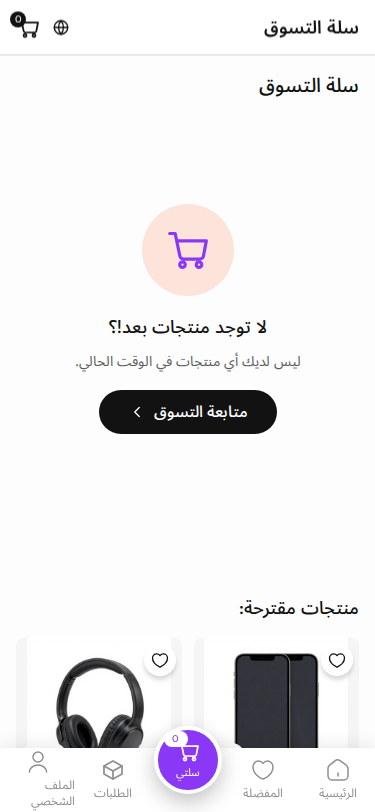 سلة التسوق
0
سلة التسوق
لا توجد منتجات بعد!؟
ليس لديك أي منتجات في الوقت الحالي.
متابعة التسوق
منتجات مقترحة:
الرئيسية
المفضلة
0
سلتي
الطلبات
الملف
الشخصي